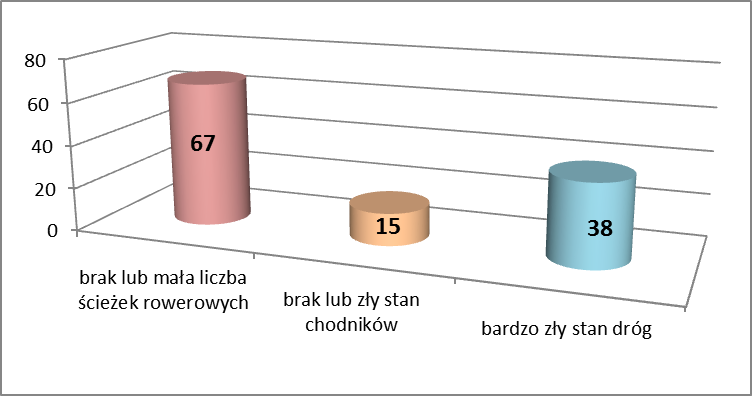 80
60
40
20
0
67
15
38
brak lub mała liczba
ścieżek rowerowych
brak lub zły stan
chodników
bardzo zły stan dróg